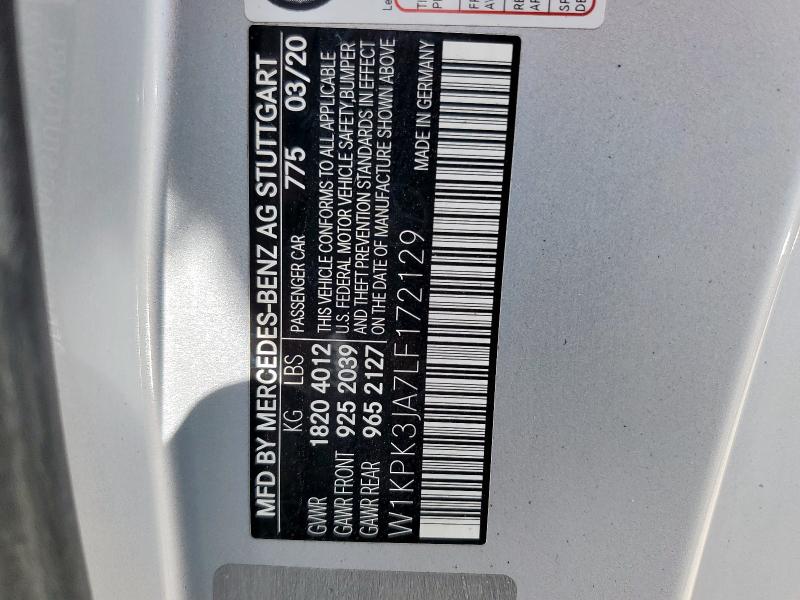 MFD BY MERCEDES-BENZ AG STUTTGART
KG LBS PASSENGER CAR 775 03/20
GVWR 1820 4012
GAWR FRONT 925 2039
GAWR REAR 965 2127
THIS VEHICLE CONFORMS TO ALL APPLICABLE
U.S. FEDERAL MOTOR VEHICLE SAFETY,BUMPER
AND THEFT PREVENTION STANDARDS IN EFFECT
ON THE DATE OF MANUFACTURE SHOWN ABOVE
W1KPK3JA7LF172129 MADE IN GERMANY